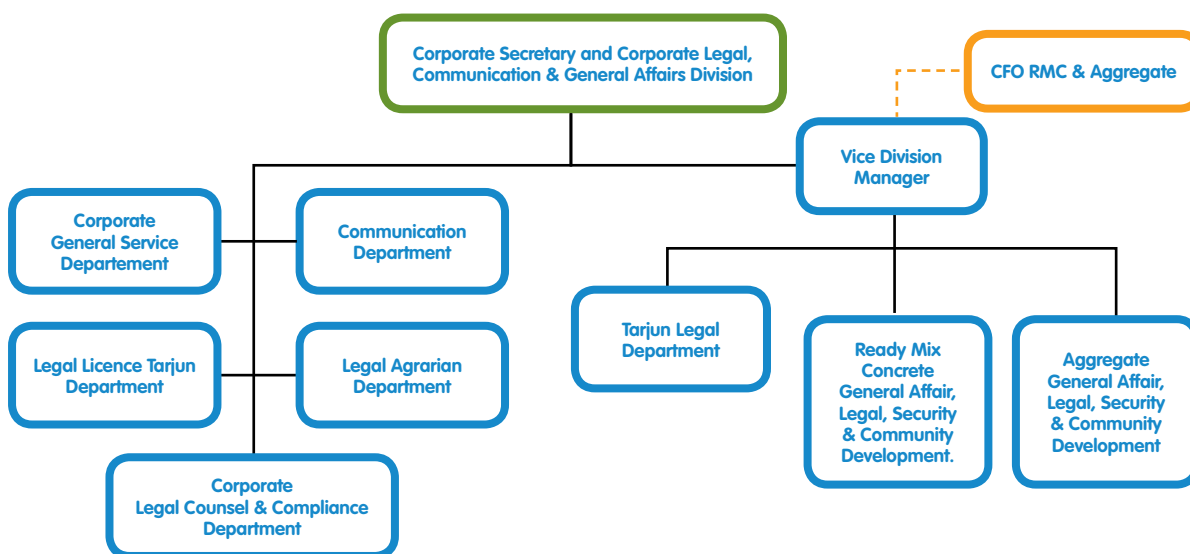 Corporate Secretary and Corporate Legal,
Communication & General Affairs Division
CFO RMC & Aggregate
Vice Division
Manager
Corporate
General Service
Departement
Communication
Department
Legal Licence Tarjun
Department
Legal Agrarian
Department
Corporate
Legal Counsel & Compliance
Department
Tarjun Legal
Department
Ready Mix
Concrete
General Affair,
Legal, Security
& Community
Development.
Aggregate
General Affair,
Legal, Security
& Community
Development